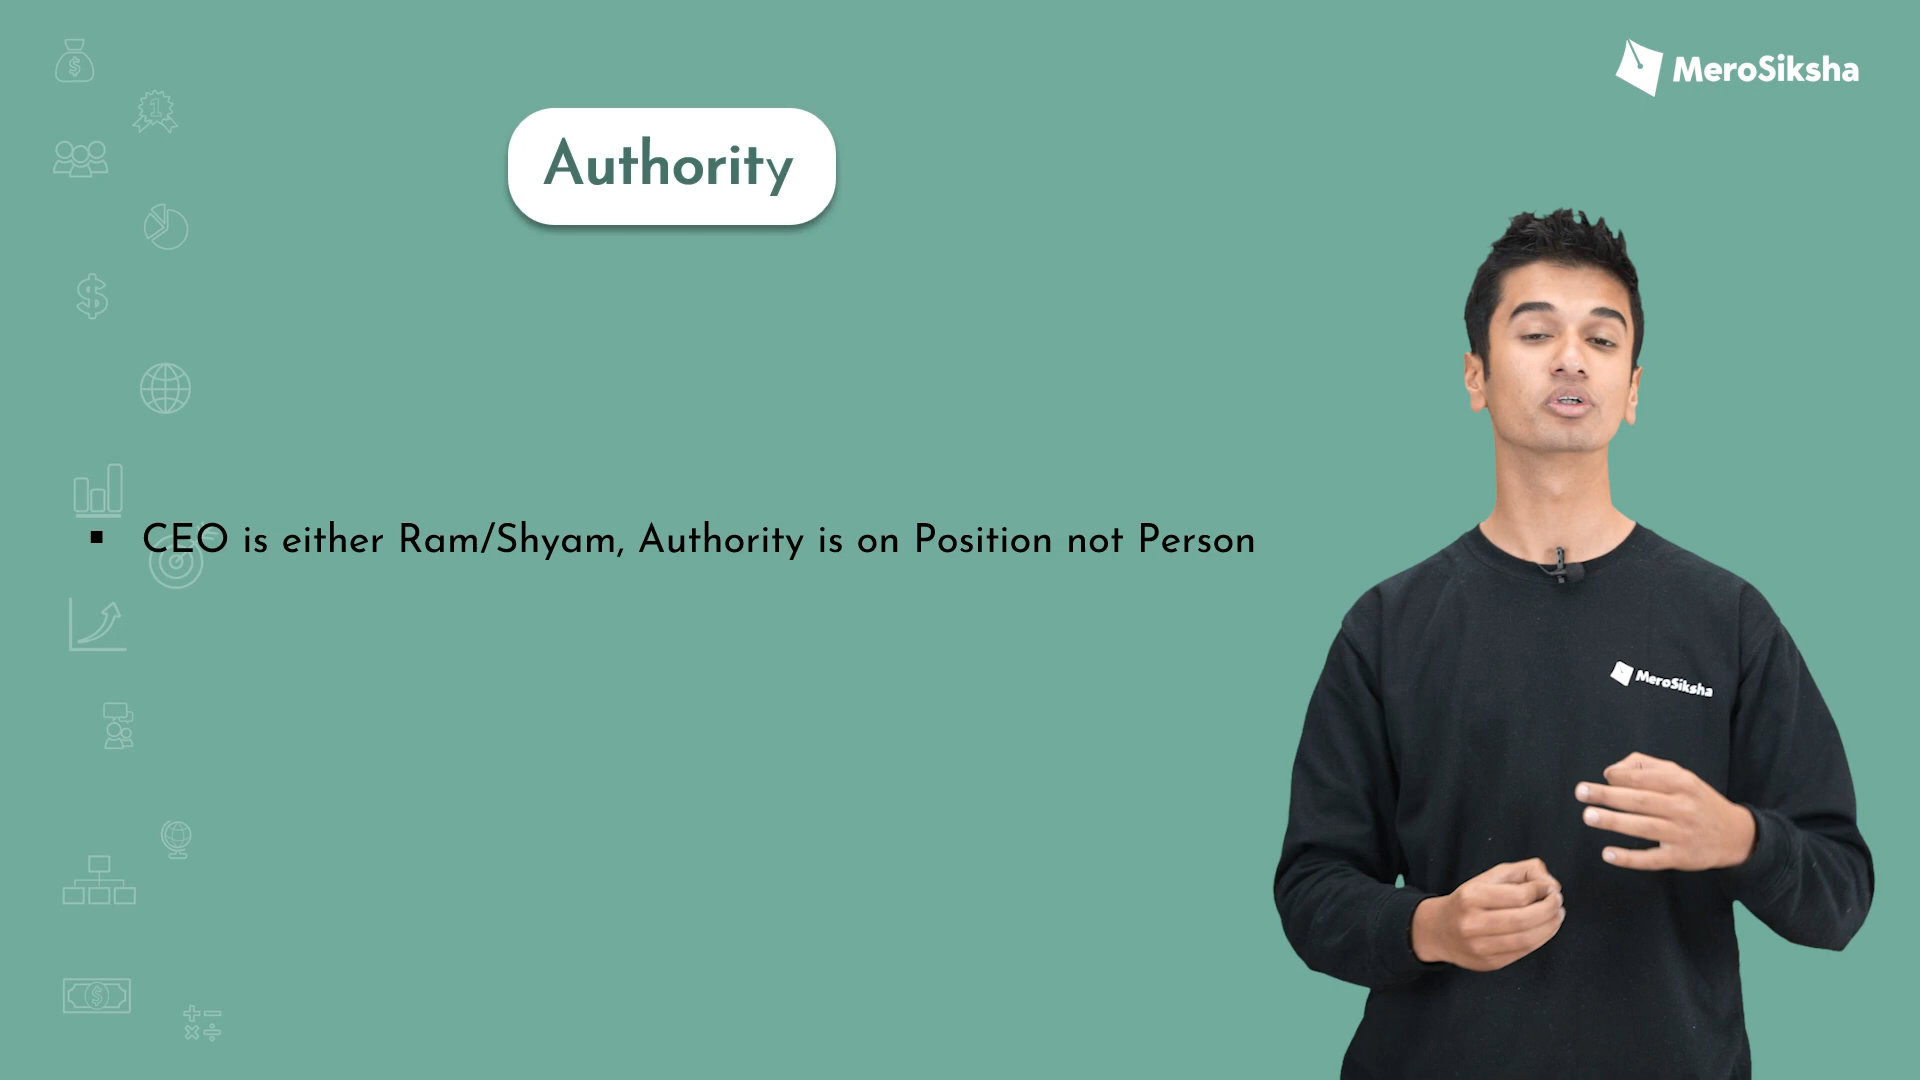 MeroSiksha
Authority
▪ CEO is either Ram/Shyam, Authority is on Position not Person
MeroSiksha